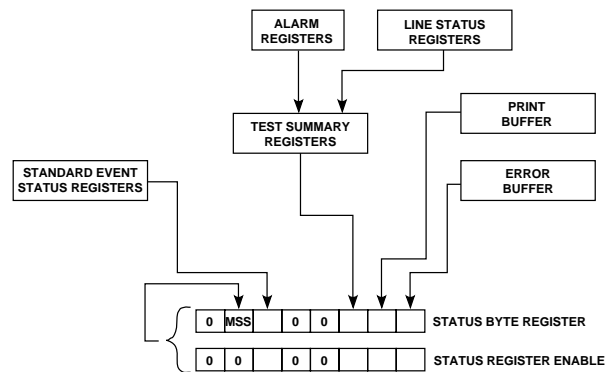 ALARM
REGISTERS
LINE STATUS
REGISTERS
TEST SUMMARY
REGISTERS
PRINT
BUFFER
STANDARD EVENT
STATUS REGISTERS
ERROR
BUFFER
0 MSS 0 0
STATUS BYTE REGISTER
0 0 0 0
STATUS REGISTER ENABLE